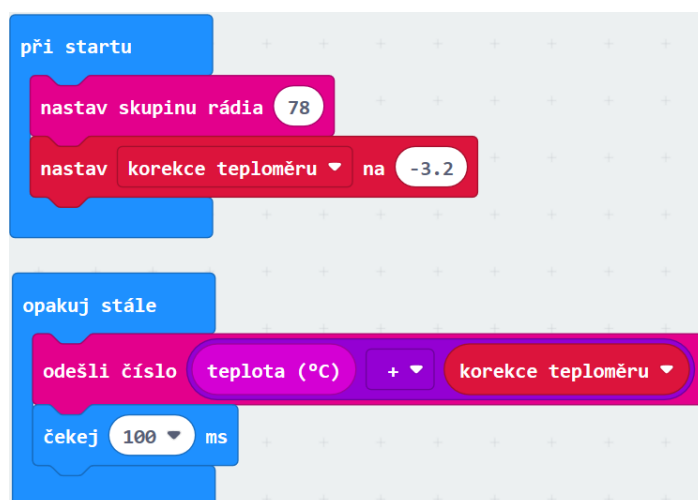 při startu
nastav skupinu rádia 78
nastav korekce teploměru na -3.2
opakuj stále
odešli číslo teplota (°C) + korekce teploměru
čekej 100 ms